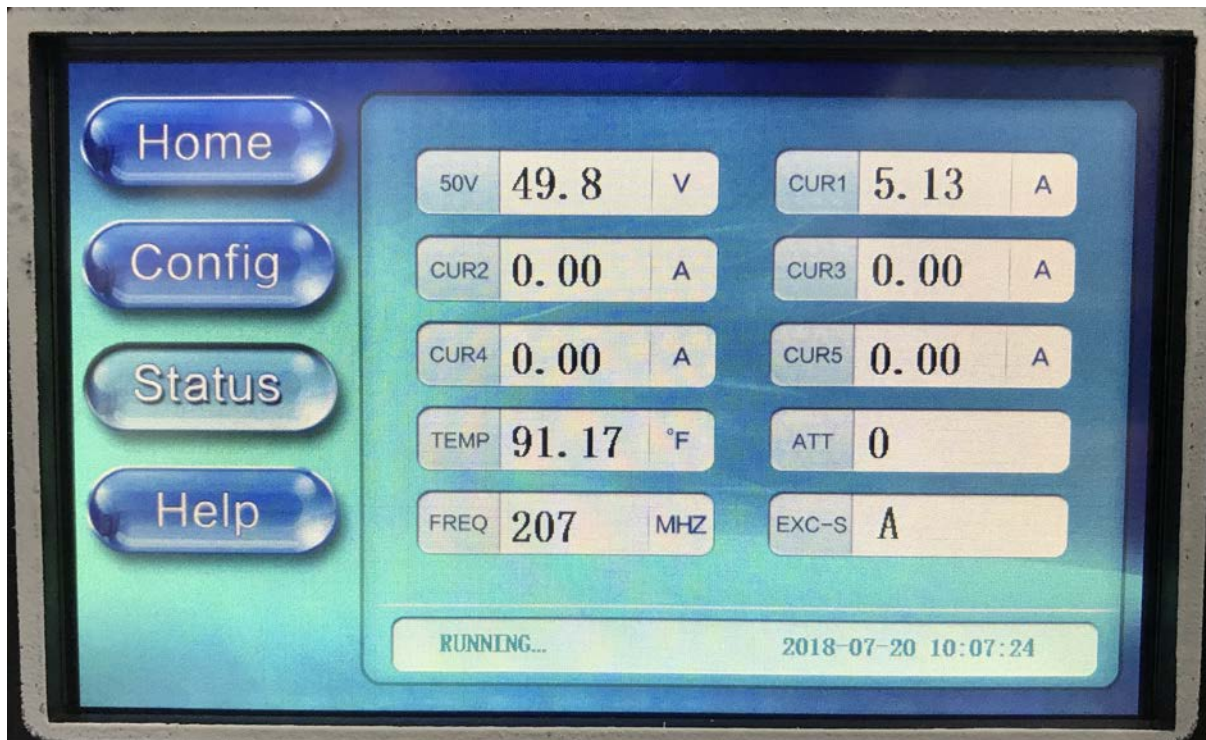 Home
Config
Status
Help
50V 49.8 V
CUR1 5.13 A
CUR2 0.00 A
CUR3 0.00 A
CUR4 0.00 A
CUR5 0.00 A
TEMP 91.17 °F
ATT 0
FREQ 207 MHZ
EXC-S A
RUNNING...
2018-07-20 10:07:24